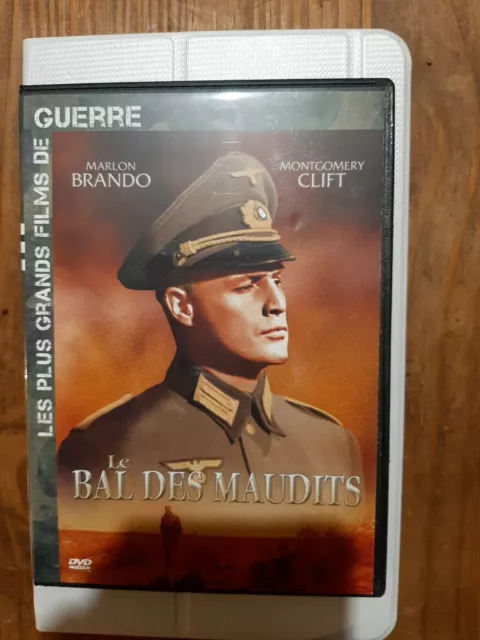 LES PLUS GRANDS FILMS DE GUERRE
MARLON
BRANDO
MONTGOMERY
CLIFT
Le
BAL DES MAUDITS
DVD